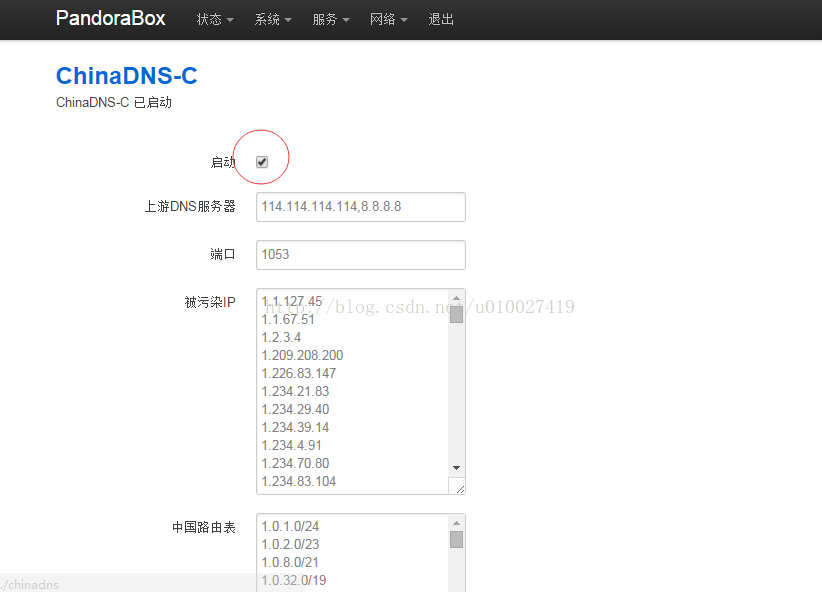 PandoraBox 状态 系统 服务 网络 退出
ChinaDNS-C
ChinaDNS-C 已启动
启动
上游DNS服务器 114.114.114.114,8.8.8.8
端口 1053
被污染IP 1.1.127.45
http://blog.csdn.net/u010027419
1.1.67.51
1.2.3.4
1.209.208.200
1.226.83.147
1.234.21.83
1.234.29.40
1.234.39.14
1.234.4.91
1.234.70.80
1.234.83.104
中国路由表 1.0.1.0/24
1.0.2.0/23
1.0.8.0/21
1.0.32.0/19
./chinadns